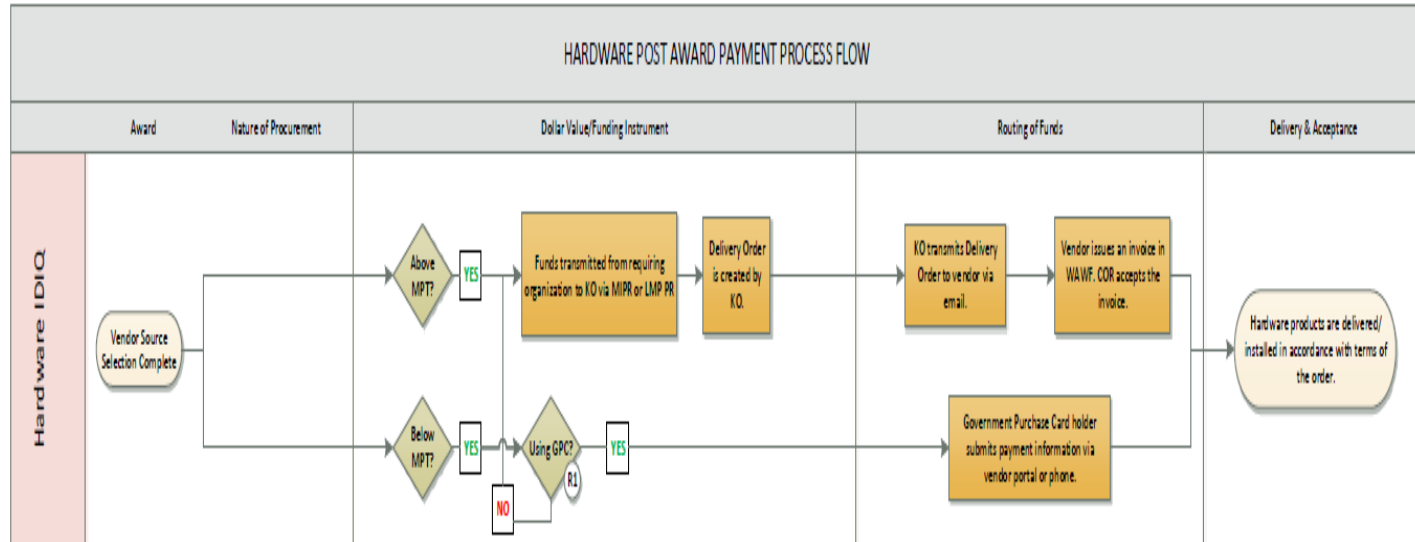 HARDWARE POST AWARD PAYMENT PROCESS FLOW
Award
Nature of Procurement
Dollar Value/Funding Instrument
Routing of Funds
Delivery & Acceptance
Hardware IDIQ
Vendor Source
Selection Complete
Above
MPT?
YES
Funds transmitted from requiring
organization to KO via MIPR or LMP PR
Delivery Order
is created by
KO.
KO transmits Delivery
Order to vendor via
email.
Vendor issues an invoice in
WAWF. COR accepts the
invoice.
Hardware products are delivered/
installed in accordance with terms of
the order.
Below
MPT?
YES
Using GPC?
R1
YES
NO
Government Purchase Card holder
submits payment information via
vendor portal or phone.